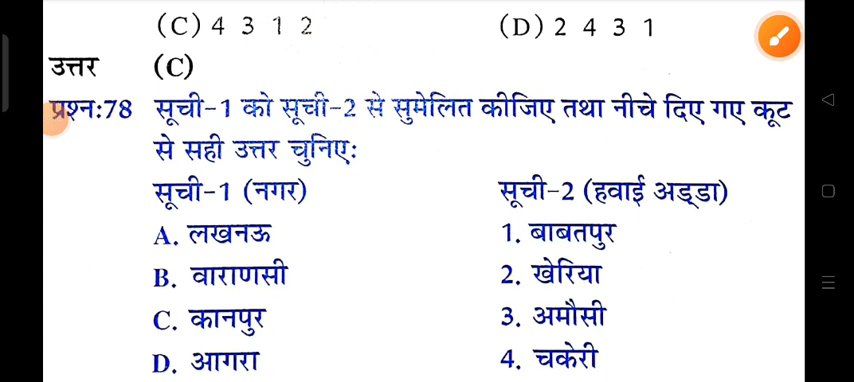 (C) 4 3 1 2 (D) 2 4 3 1
उत्तर (C)
प्रश्न:78 सूची-1 को सूची-2 से सुमेलित कीजिए तथा नीचे दिए गए कूट
से सही उत्तर चुनिए:
सूची-1 (नगर) सूची-2 (हवाई अड्डा)
A. लखनऊ 1. बाबतपुर
B. वाराणसी 2. खेरिया
C. कानपुर 3. अमौसी
D. आगरा 4. चकेरी